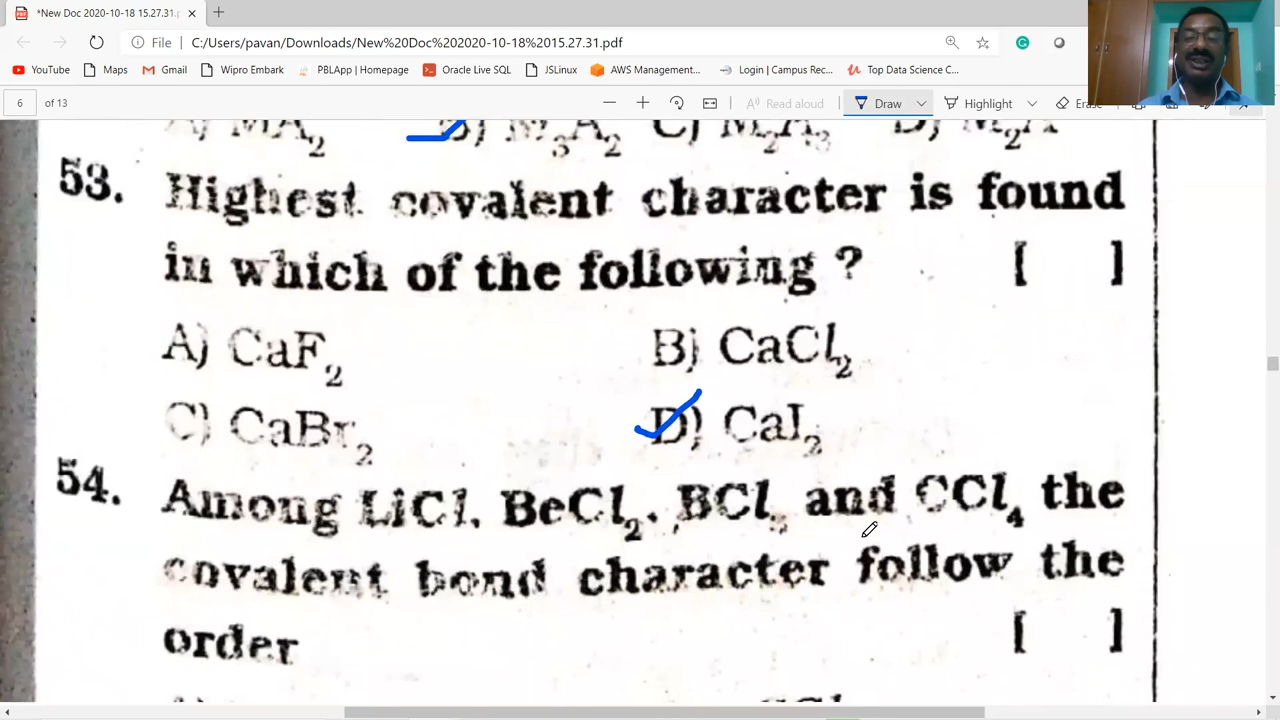 *New Doc 2020-10-18 15.27.31.
File C:/Users/pavan/Downloads/New%20Doc%202020-10-18%2015.27.31.pdf
YouTube Maps Gmail Wipro Embark PBLApp | Homepage Oracle Live SQL JSLinux AWS Management... Login | Campus Rec... Top Data Science C...
6 of 13 Read aloud Draw Highlight Erase
A) MA2 B) M3A2 C) M2A3 D) M2A
53. Highest covalent character is found
in which of the following ? [ ]
A) CaF2 B) CaCl2
C) CaBr2 D) CaI2
54. Among LiCl, BeCl2, BCl3 and CCl4 the
covalent bond character follow the
order [ ]